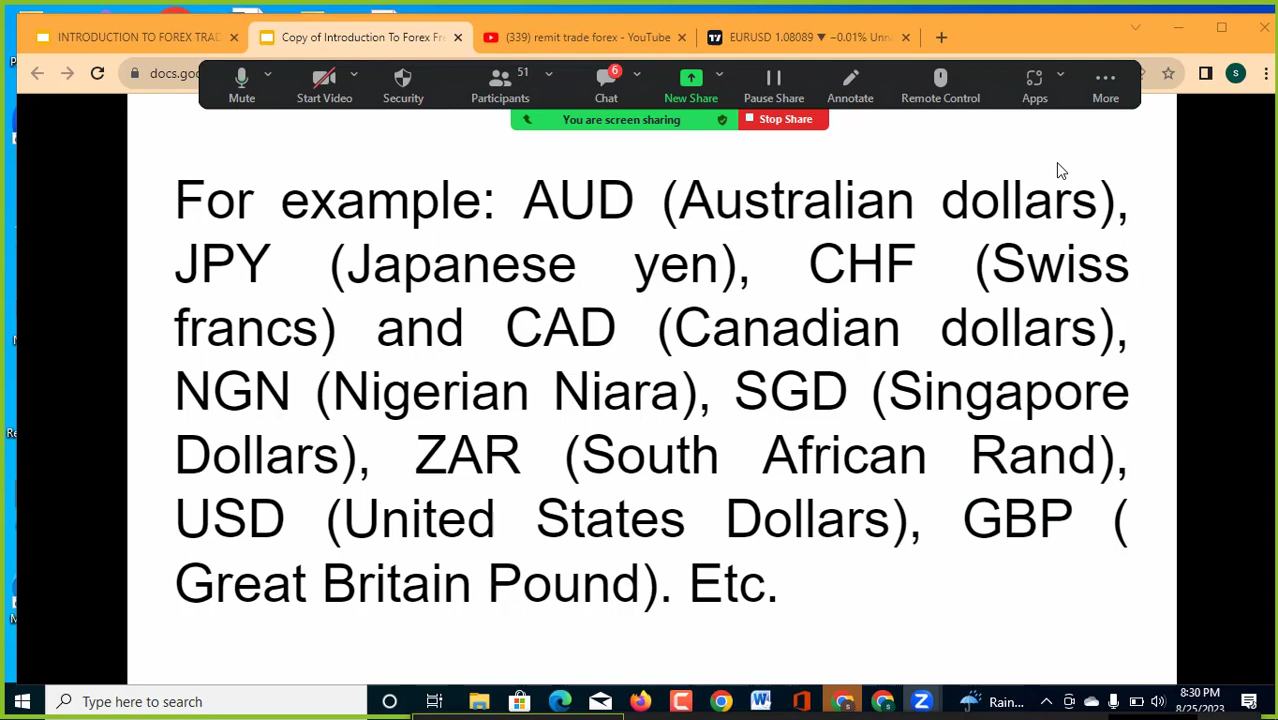 INTRODUCTION TO FOREX TRAD
Copy of Introduction To Forex Fre
(339) remit trade forex - YouTube
EURUSD 1.08089 ▼ −0.01% Unna
docs.goo
51
6
Mute
Start Video
Security
Participants
Chat
New Share
Pause Share
Annotate
Remote Control
Apps
More
S
You are screen sharing
Stop Share
For example: AUD (Australian dollars),
JPY (Japanese yen), CHF (Swiss
francs) and CAD (Canadian dollars),
NGN (Nigerian Niara), SGD (Singapore
Dollars), ZAR (South African Rand),
USD (United States Dollars), GBP (
Great Britain Pound). Etc.
Type here to search
Rain...
8:30 PM
8/25/2023